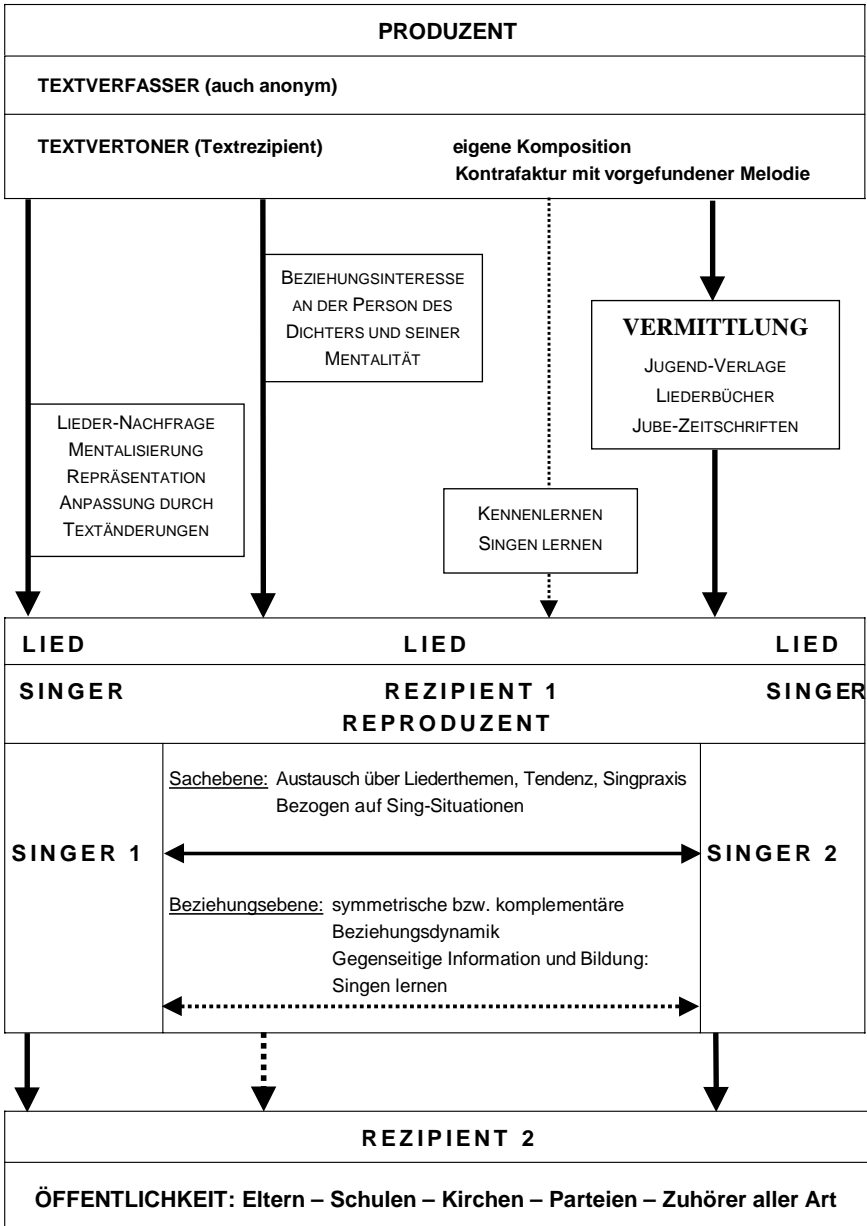 PRODUZENT
TEXTVERFASSER (auch anonym)
TEXTVERTONER (Textrezipient) eigene Komposition
Kontrafaktur mit vorgefundener Melodie
BEZIEHUNGSINTERESSE
AN DER PERSON DES
DICHTERS UND SEINER
MENTALITÄT
VERMITTLUNG
JUGEND-VERLAGE
LIEDERBÜCHER
JUBE-ZEITSCHRIFTEN
LIEDER-NACHFRAGE
MENTALISIERUNG
REPRÄSENTATION
ANPASSUNG DURCH
TEXTÄNDERUNGEN
KENNENLERNEN
SINGEN LERNEN
LIED LIED LIED
SINGER REZIPIENT 1 SINGER
REPRODUZENT
Sachebene: Austausch über Liederthemen, Tendenz, Singpraxis
Bezogen auf Sing-Situationen
SINGER 1 SINGER 2
Beziehungsebene: symmetrische bzw. komplementäre
Beziehungsdynamik
Gegenseitige Information und Bildung:
Singen lernen
REZIPIENT 2
ÖFFENTLICHKEIT: Eltern – Schulen – Kirchen – Parteien – Zuhörer aller Art